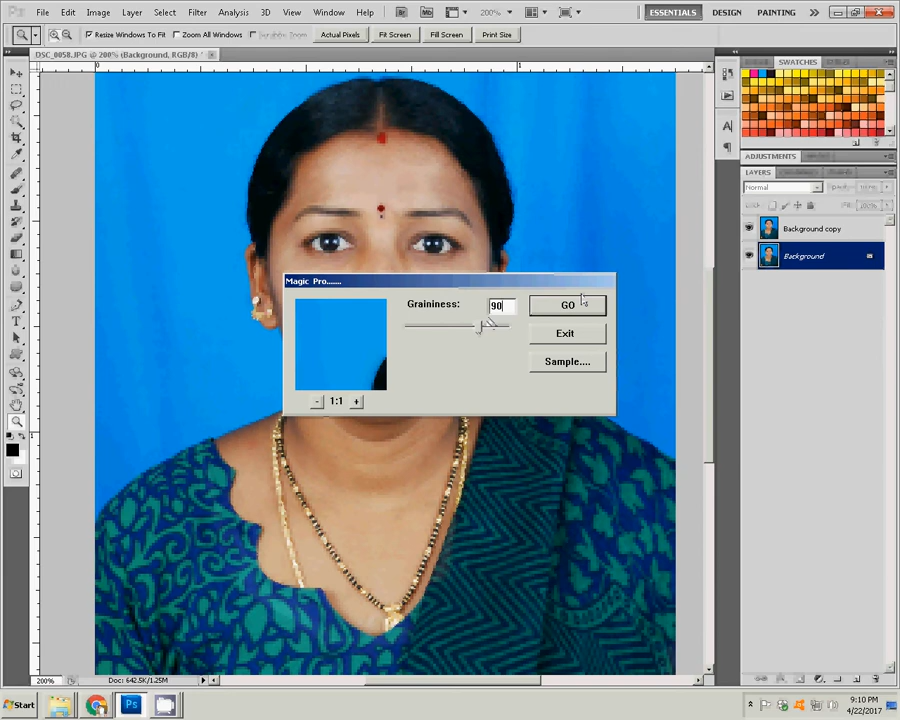 File Edit Image Layer Select Filter Analysis 3D View Window Help
200%
ESSENTIALS DESIGN PAINTING
Resize Windows To Fit Zoom All Windows Actual Pixels Fit Screen Fill Screen Print Size
DSC_0058.JPG @ 200% (Background, RGB/8) *
SWATCHES
ADJUSTMENTS
LAYERS
Normal
Background copy
Background
Magic Pro.......
Graininess: 90 GO
Exit
Sample....
- 1:1 +
200% Doc: 642.5K/1.25M
Start
9:10 PM
4/22/2017